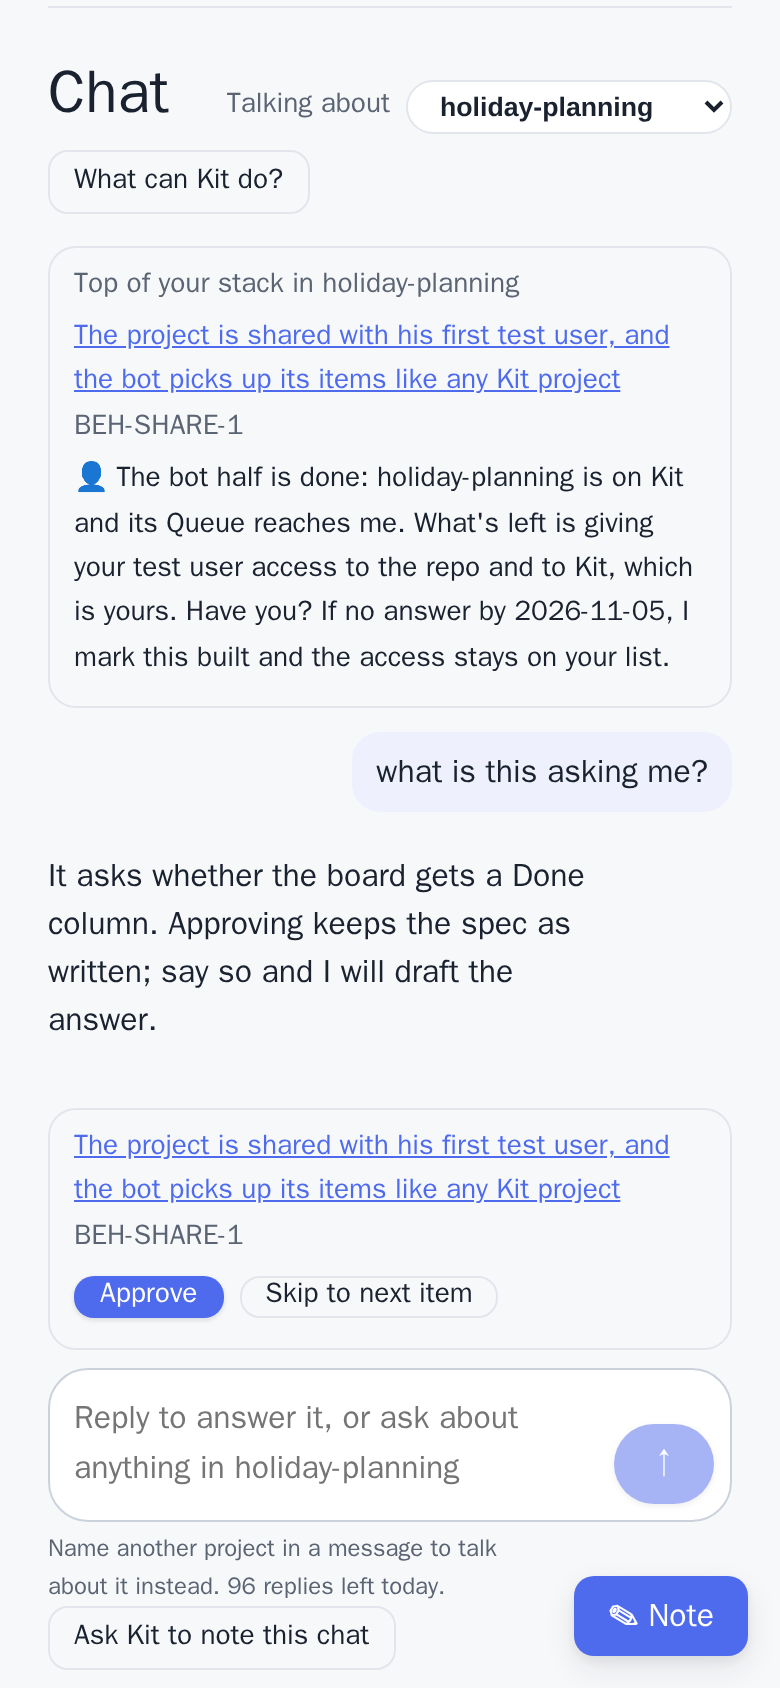 Chat
Talking about
holiday-planning
What can Kit do?
Top of your stack in holiday-planning
The project is shared with his first test user, and
the bot picks up its items like any Kit project
BEH-SHARE-1
👤 The bot half is done: holiday-planning is on Kit
and its Queue reaches me. What's left is giving
your test user access to the repo and to Kit, which
is yours. Have you? If no answer by 2026-11-05, I
mark this built and the access stays on your list.
what is this asking me?
It asks whether the board gets a Done
column. Approving keeps the spec as
written; say so and I will draft the
answer.
The project is shared with his first test user, and
the bot picks up its items like any Kit project
BEH-SHARE-1
Approve
Skip to next item
Reply to answer it, or ask about
anything in holiday-planning
↑
Name another project in a message to talk
about it instead. 96 replies left today.
✎ Note
Ask Kit to note this chat